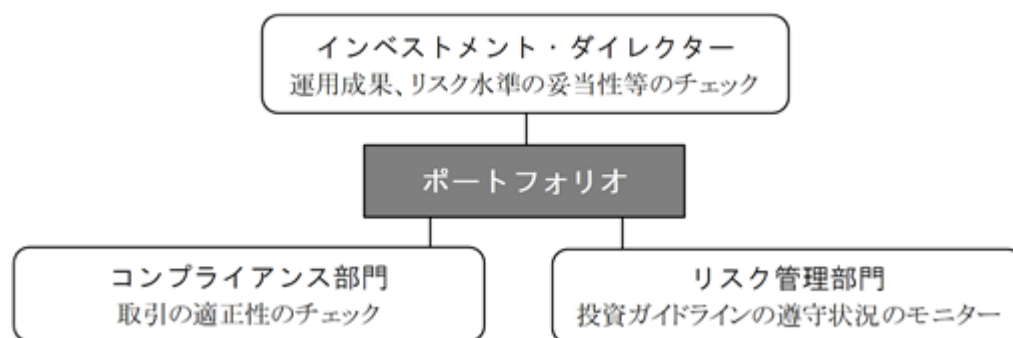 インベストメント・ダイレクター
運用成果、リスク水準の妥当性等のチェック
ポートフォリオ
コンプライアンス部門
取引の適正性のチェック
リスク管理部門
投資ガイドラインの遵守状況のモニター